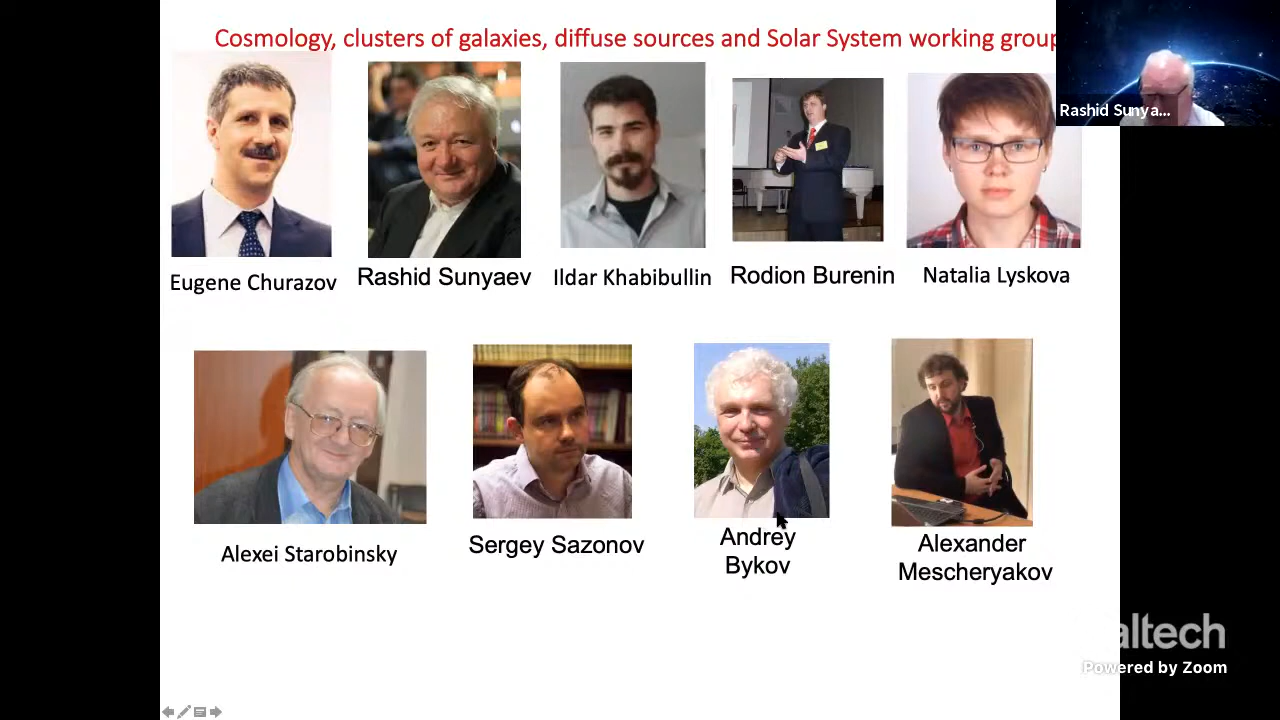 Cosmology, clusters of galaxies, diffuse sources and Solar System working group
Rashid Sunya...
Eugene Churazov
Rashid Sunyaev
Ildar Khabibullin
Rodion Burenin
Natalia Lyskova
Alexei Starobinsky
Sergey Sazonov
Andrey
Bykov
Alexander
Mescheryakov
altech
Powered by Zoom